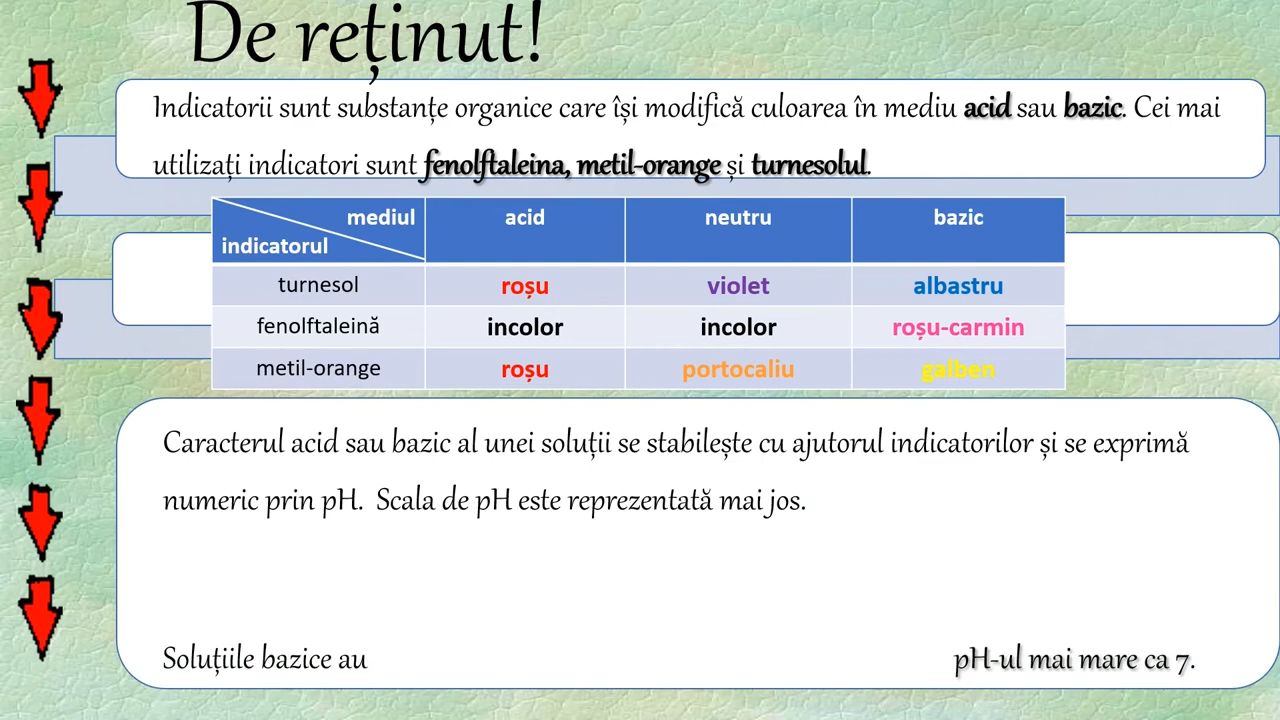 De reținut!
Indicatorii sunt substanțe organice care își modifică culoarea în mediu acid sau bazic. Cei mai
utilizați indicatori sunt fenolftaleina, metil-orange și turnesolul.
mediul acid neutru bazic
indicatorul
turnesol roșu violet albastru
fenolftaleină incolor incolor roșu-carmin
metil-orange roșu portocaliu galben
Caracterul acid sau bazic al unei soluții se stabilește cu ajutorul indicatorilor și se exprimă
numeric prin pH. Scala de pH este reprezentată mai jos.
Soluțiile bazice au pH-ul mai mare ca 7.